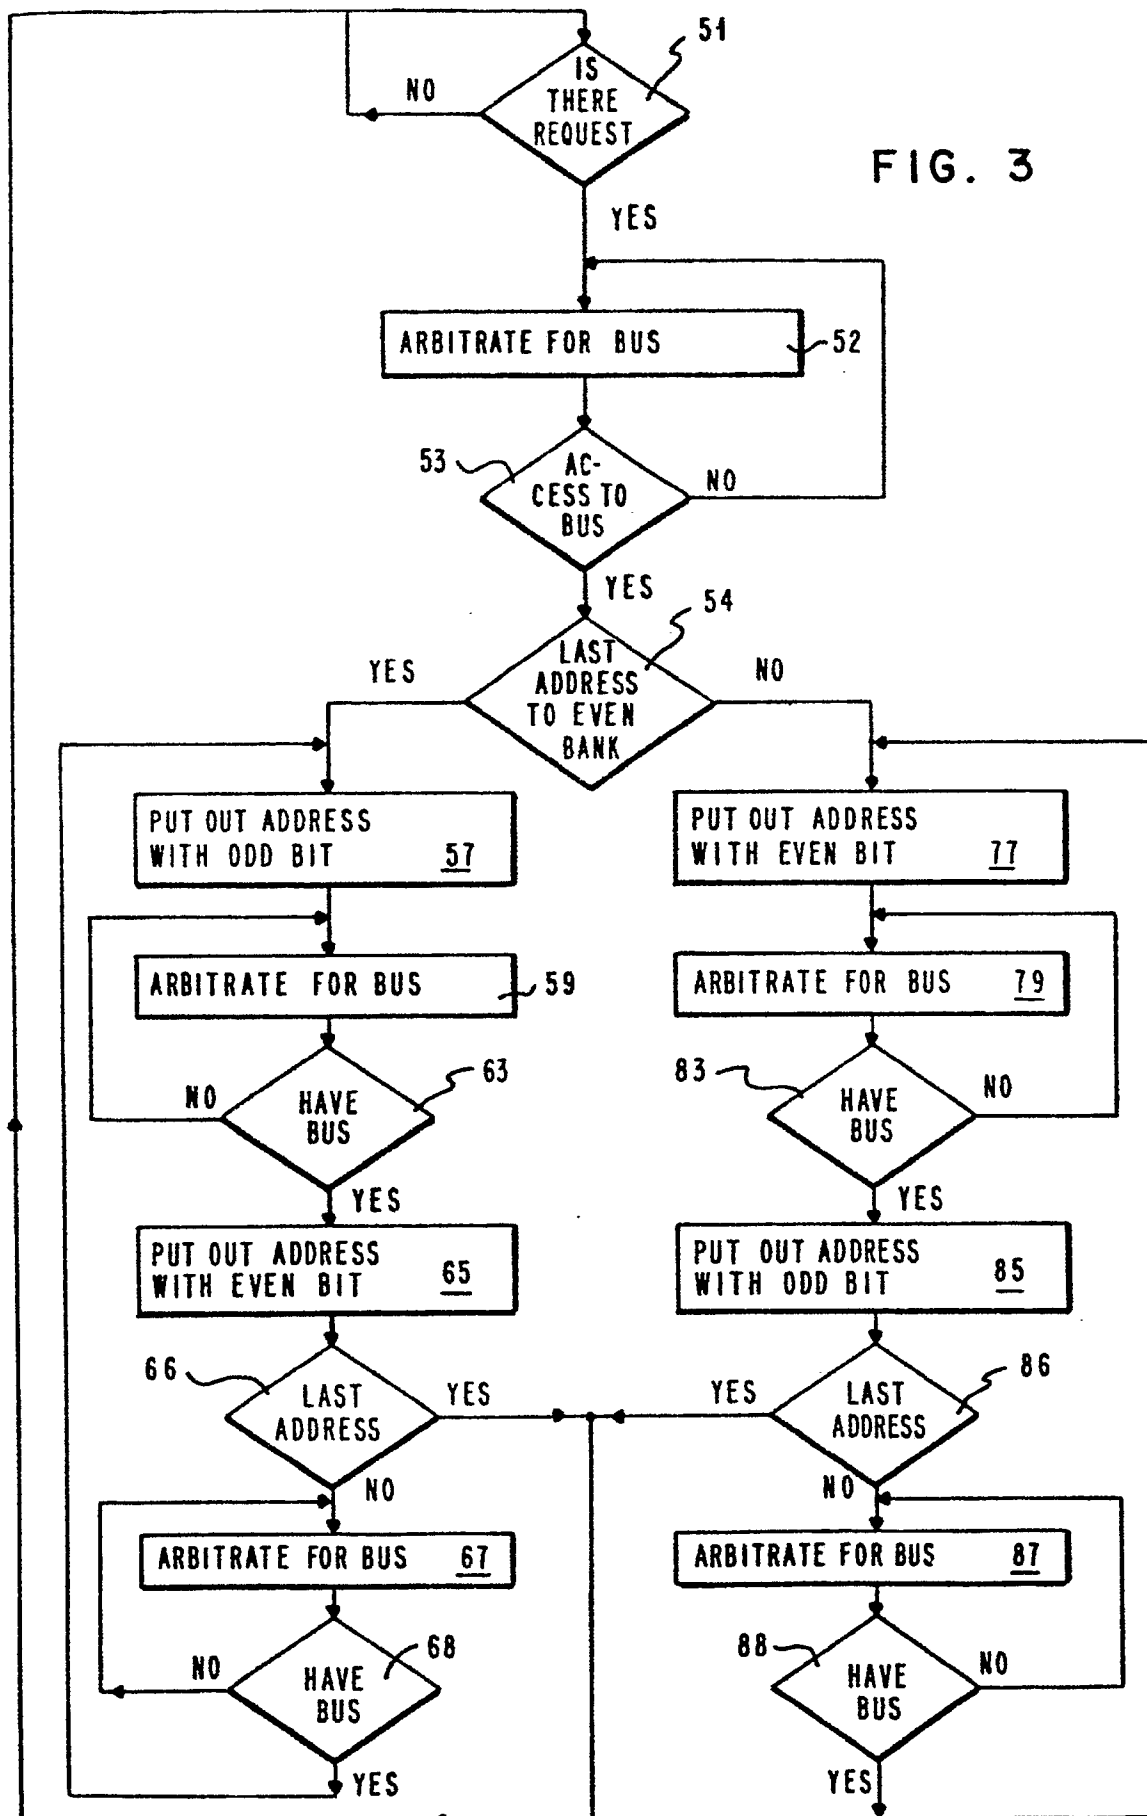 51
IS
THERE
REQUEST
NO
FIG. 3
YES
ARBITRATE FOR BUS
52
53
AC-
CESS TO
BUS
NO
YES
54
LAST
ADDRESS
TO EVEN
BANK
YES
NO
PUT OUT ADDRESS
WITH ODD BIT 57
PUT OUT ADDRESS
WITH EVEN BIT 77
ARBITRATE FOR BUS
59
ARBITRATE FOR BUS 79
63
HAVE
BUS
NO
YES
83
HAVE
BUS
NO
YES
PUT OUT ADDRESS
WITH EVEN BIT 65
PUT OUT ADDRESS
WITH ODD BIT 85
66
LAST
ADDRESS
YES
NO
86
LAST
ADDRESS
YES
NO
ARBITRATE FOR BUS 67
ARBITRATE FOR BUS 87
68
HAVE
BUS
NO
YES
88
HAVE
BUS
NO
YES